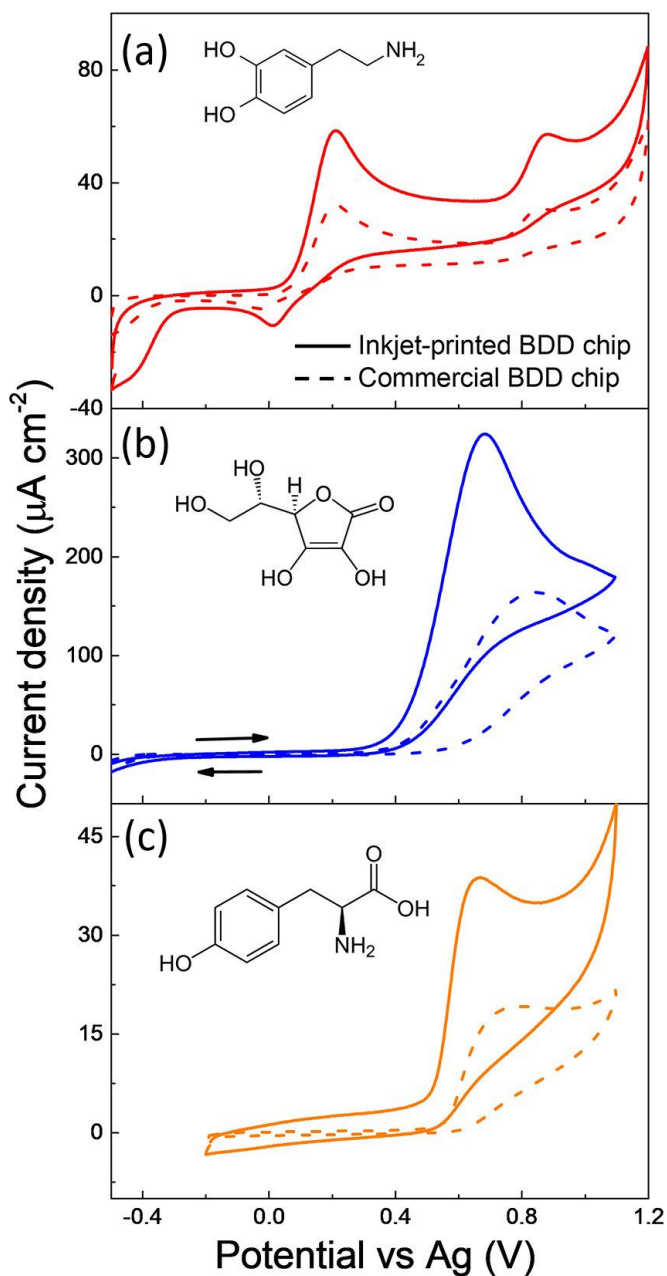 (a)
HO
HO
NH2
80
40
0
-40
Inkjet-printed BDD chip
Commercial BDD chip
(b)
HO
HO
H
O
O
HO
OH
300
200
100
0
(c)
O
OH
NH2
HO
45
30
15
0
Current density (μA cm-2)
-0.4 0.0 0.4 0.8 1.2
Potential vs Ag (V)